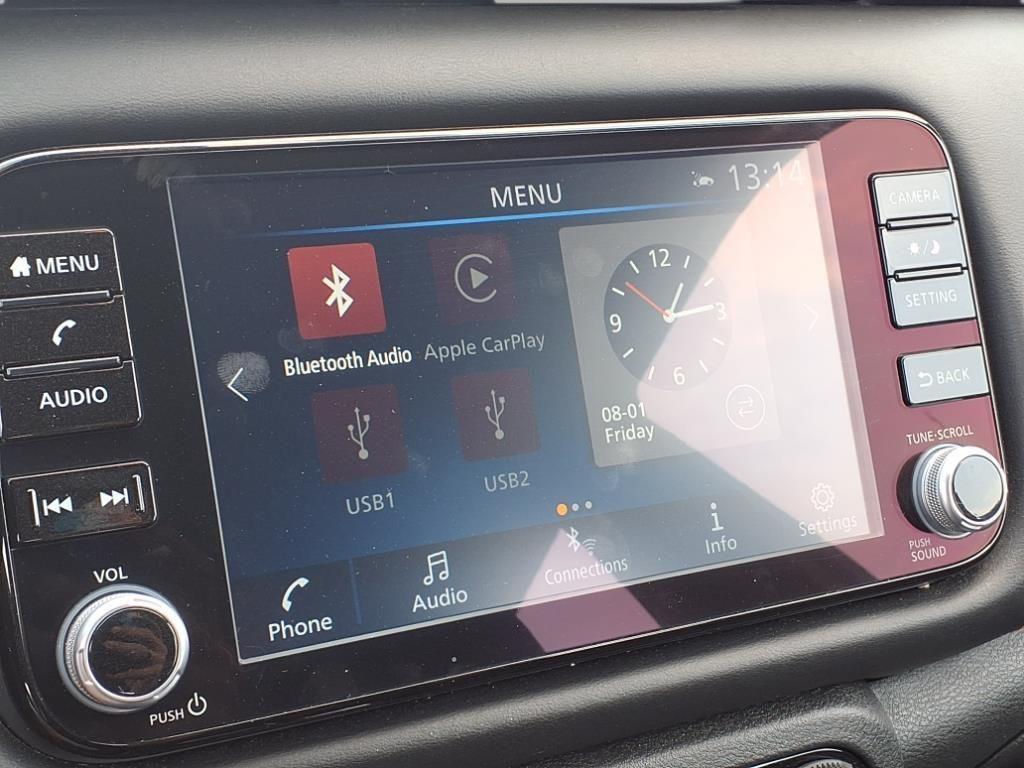 MENU
13:14
CAMERA
MENU
SETTING
12
3
9
6
Bluetooth Audio
Apple CarPlay
BACK
AUDIO
08-01
Friday
TUNE·SCROLL
USB1
USB2
Phone
Audio
Connections
Info
Settings
VOL
PUSH
SOUND
PUSH